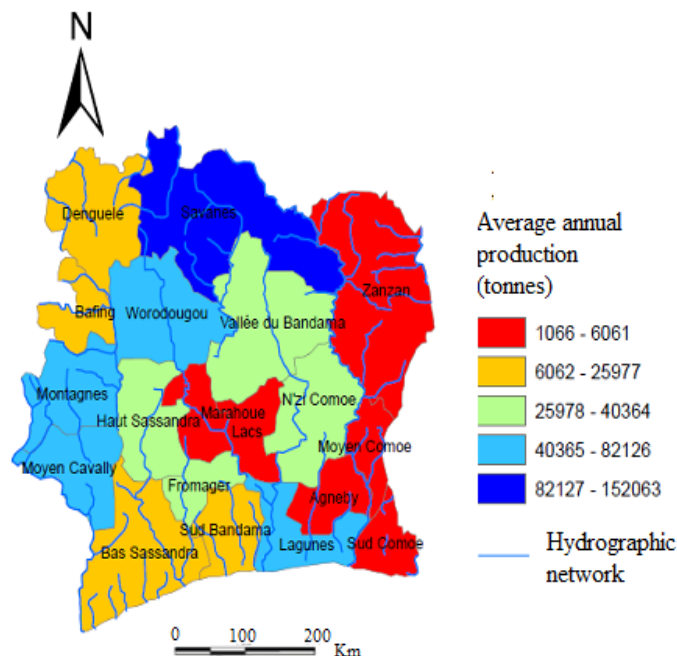 N
Denguele
Savanes
Zanzan
Bafing
Worodougou
Vallée du Bandama
Montagnes
Haut Sassandra
Maranoue
N'zi Comoe
Lacs
Moyen Comoe
Moyen Cavally
Fromager
Agneby
Sud Bandama
Bas Sassandra
Lagunes
Sud Comoe
0 100 200
Km
Average annual
production
(tonnes)
1066 - 6061
6062 - 25977
25978 - 40364
40365 - 82126
82127 - 152063
Hydrographic
network